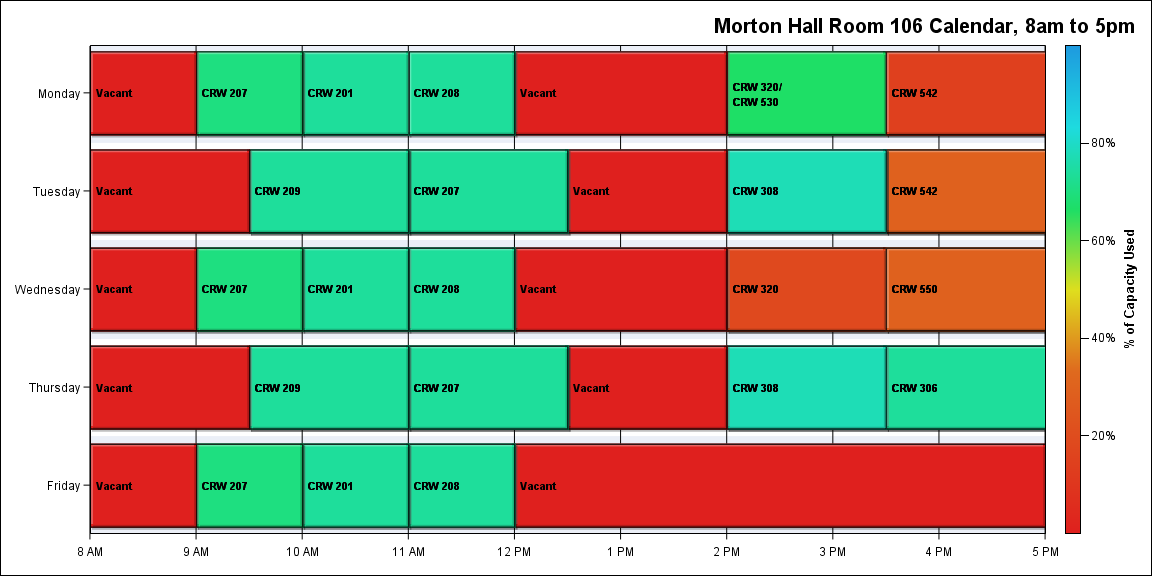 Morton Hall Room 106 Calendar, 8am to 5pm
Monday
Vacant
CRW 207
CRW 201
CRW 208
Vacant
CRW 320/
CRW 530
CRW 542
Tuesday
Vacant
CRW 209
CRW 207
Vacant
CRW 308
CRW 542
Wednesday
Vacant
CRW 207
CRW 201
CRW 208
Vacant
CRW 320
CRW 550
Thursday
Vacant
CRW 209
CRW 207
Vacant
CRW 308
CRW 306
Friday
Vacant
CRW 207
CRW 201
CRW 208
Vacant
8 AM
9 AM
10 AM
11 AM
12 PM
1 PM
2 PM
3 PM
4 PM
5 PM
80%
60%
40%
20%
% of Capacity Used